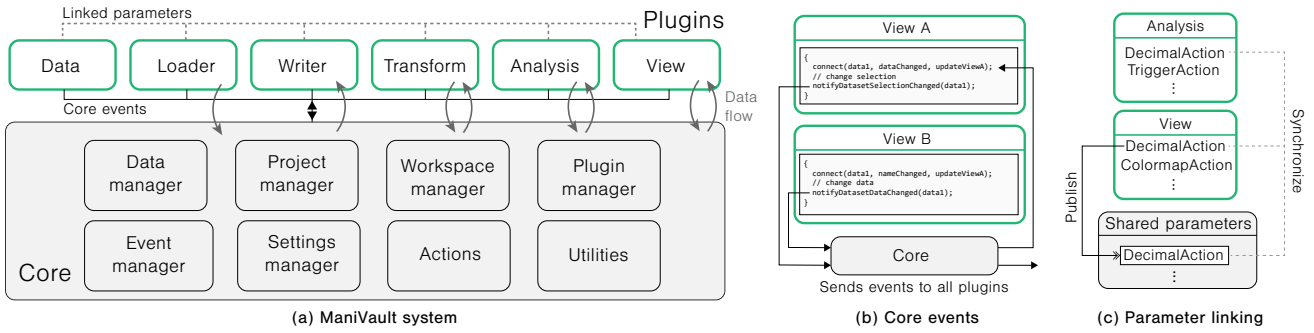 Linked parameters
Plugins
Data
Loader
Writer
Transform
Analysis
View
Core events
Data
flow
Data
manager
Project
manager
Workspace
manager
Plugin
manager
Event
manager
Settings
manager
Actions
Utilities
Core
(a) ManiVault system
View A
{
connect(data1, dataChanged, updateViewA);
// change selection
notifyDatasetSelectionChanged(data1);
}
View B
{
connect(data1, nameChanged, updateViewA);
// change data
notifyDatasetDataChanged(data1);
}
Core
Sends events to all plugins
(b) Core events
Analysis
DecimalAction
TriggerAction
⋮
View
DecimalAction
ColormapAction
⋮
Publish
Synchronize
Shared parameters
DecimalAction
⋮
(c) Parameter linking